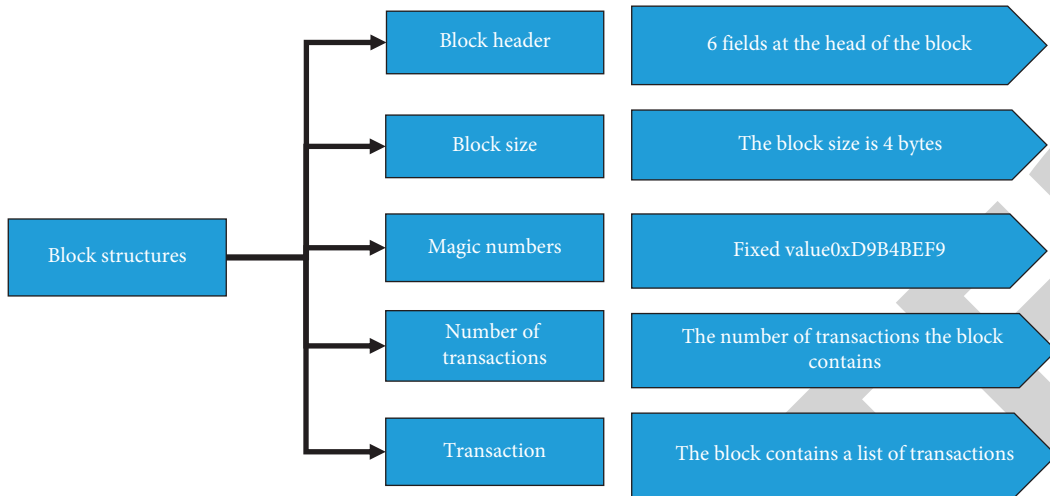 Block header
6 fields at the head of the block
Block size
The block size is 4 bytes
Block structures
Magic numbers
Fixed value0xD9B4BEF9
Number of
transactions
The number of transactions the block
contains
Transaction
The block contains a list of transactions